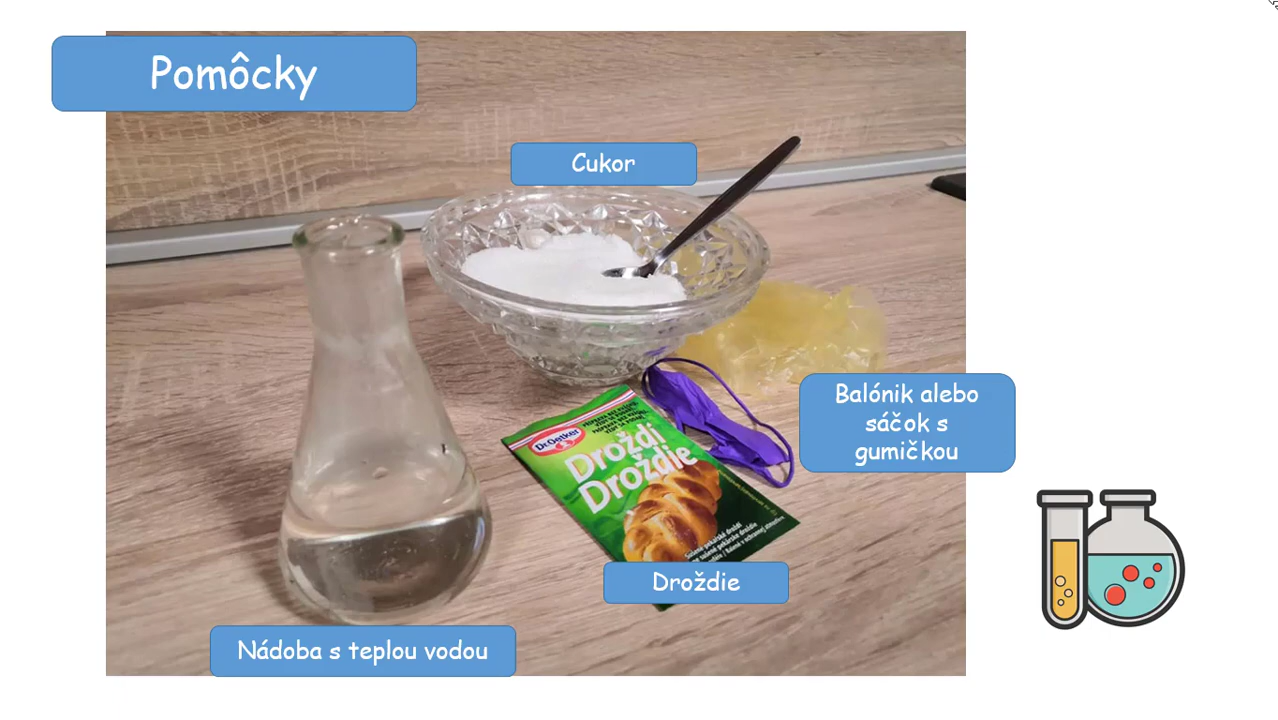 Pomôcky
Cukor
Balónik alebo
sáčok s
gumičkou
Dr.Oetker
Droždí
Droždie
Droždie
Nádoba s teplou vodou